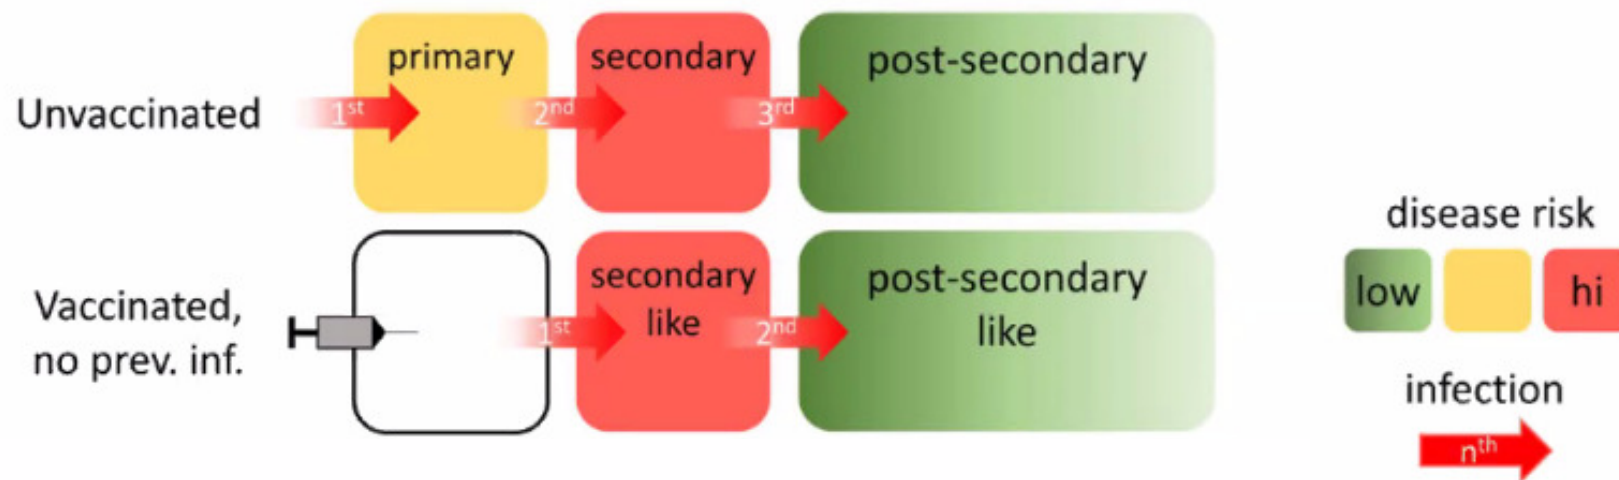 primary
secondary
post-secondary
Unvaccinated
1st
2nd
3rd
Vaccinated,
no prev. inf.
secondary
like
post-secondary
like
1st
2nd
disease risk
low
hi
infection
nth